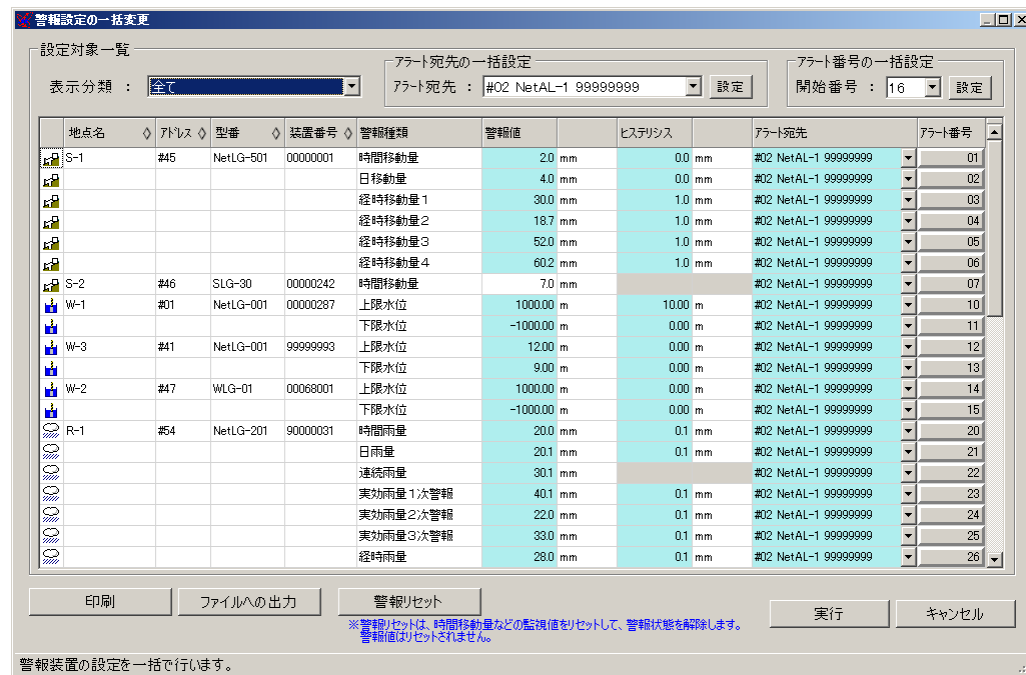 警報設定の一括変更
設定対象一覧
表示分類 ： 全て
アラート宛先の一括設定
アラート宛先 ： #02 NetAL-1 99999999 設定
アラート番号の一括設定
開始番号 ： 16 設定
地点名 ◇ アドレス ◇ 型番 ◇ 装置番号 ◇ 警報種類 警報値 ヒステリシス アラート宛先 アラート番号
S-1 #45 NetLG-501 00000001 時間移動量 2.0 mm 0.0 mm #02 NetAL-1 99999999 01
日移動量 4.0 mm 0.0 mm #02 NetAL-1 99999999 02
経時移動量1 30.0 mm 1.0 mm #02 NetAL-1 99999999 03
経時移動量2 18.7 mm 1.0 mm #02 NetAL-1 99999999 04
経時移動量3 52.0 mm 1.0 mm #02 NetAL-1 99999999 05
経時移動量4 60.2 mm 1.0 mm #02 NetAL-1 99999999 06
S-2 #46 SLG-30 00000242 時間移動量 7.0 mm #02 NetAL-1 99999999 07
W-1 #01 NetLG-001 00000287 上限水位 1000.00 m 10.00 m #02 NetAL-1 99999999 10
下限水位 -1000.00 m 0.00 m #02 NetAL-1 99999999 11
W-3 #41 NetLG-001 99999993 上限水位 12.00 m 0.00 m #02 NetAL-1 99999999 12
下限水位 9.00 m 0.00 m #02 NetAL-1 99999999 13
W-2 #47 WLG-01 00068001 上限水位 1000.00 m 0.00 m #02 NetAL-1 99999999 14
下限水位 -1000.00 m 0.00 m #02 NetAL-1 99999999 15
R-1 #54 NetLG-201 90000031 時間雨量 20.0 mm 0.1 mm #02 NetAL-1 99999999 20
日雨量 20.1 mm 0.1 mm #02 NetAL-1 99999999 21
連続雨量 30.1 mm #02 NetAL-1 99999999 22
実効雨量1次警報 40.1 mm 0.1 mm #02 NetAL-1 99999999 23
実効雨量2次警報 22.0 mm 0.1 mm #02 NetAL-1 99999999 24
実効雨量3次警報 33.0 mm 0.1 mm #02 NetAL-1 99999999 25
経時雨量 28.0 mm 0.1 mm #02 NetAL-1 99999999 26
印刷 ファイルへの出力 警報リセット 実行 キャンセル
※警報リセットは、時間移動量などの監視値をリセットして、警報状態を解除します。
警報値はリセットされません。
警報装置の設定を一括で行います。